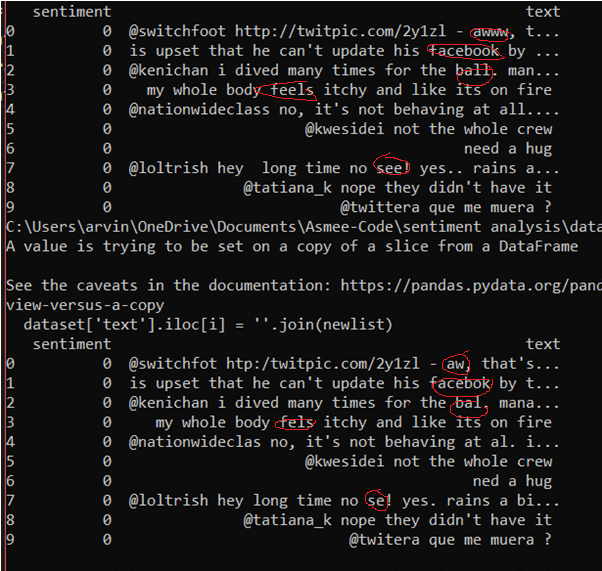 sentiment text
0 0 @switchfoot http://twitpic.com/2y1zl - awww, t...
1 0 is upset that he can't update his facebook by ...
2 0 @kenichan i dived many times for the ball. man...
3 0 my whole body feels itchy and like its on fire
4 0 @nationwideclass no, it's not behaving at all....
5 0 @kwesidei not the whole crew
6 0 need a hug
7 0 @loltrish hey  long time no see! yes.. rains a...
8 0 @tatiana_k nope they didn't have it
9 0 @twittera que me muera ?
C:\Users\arvin\OneDrive\Documents\Asmee-Code\sentiment analysis\data
A value is trying to be set on a copy of a slice from a DataFrame
See the caveats in the documentation: https://pandas.pydata.org/pand
view-versus-a-copy
dataset['text'].iloc[i] = ''.join(newlist)
sentiment text
0 0 @switchfot htp:/twitpic.com/2y1zl - aw, that's...
1 0 is upset that he can't update his facebok by t...
2 0 @kenichan i dived many times for the bal. mana...
3 0 my whole body fels itchy and like its on fire
4 0 @nationwideclas no, it's not behaving at al. i...
5 0 @kwesidei not the whole crew
6 0 ned a hug
7 0 @loltrish hey long time no se! yes. rains a bi...
8 0 @tatiana_k nope they didn't have it
9 0 @twitera que me muera ?